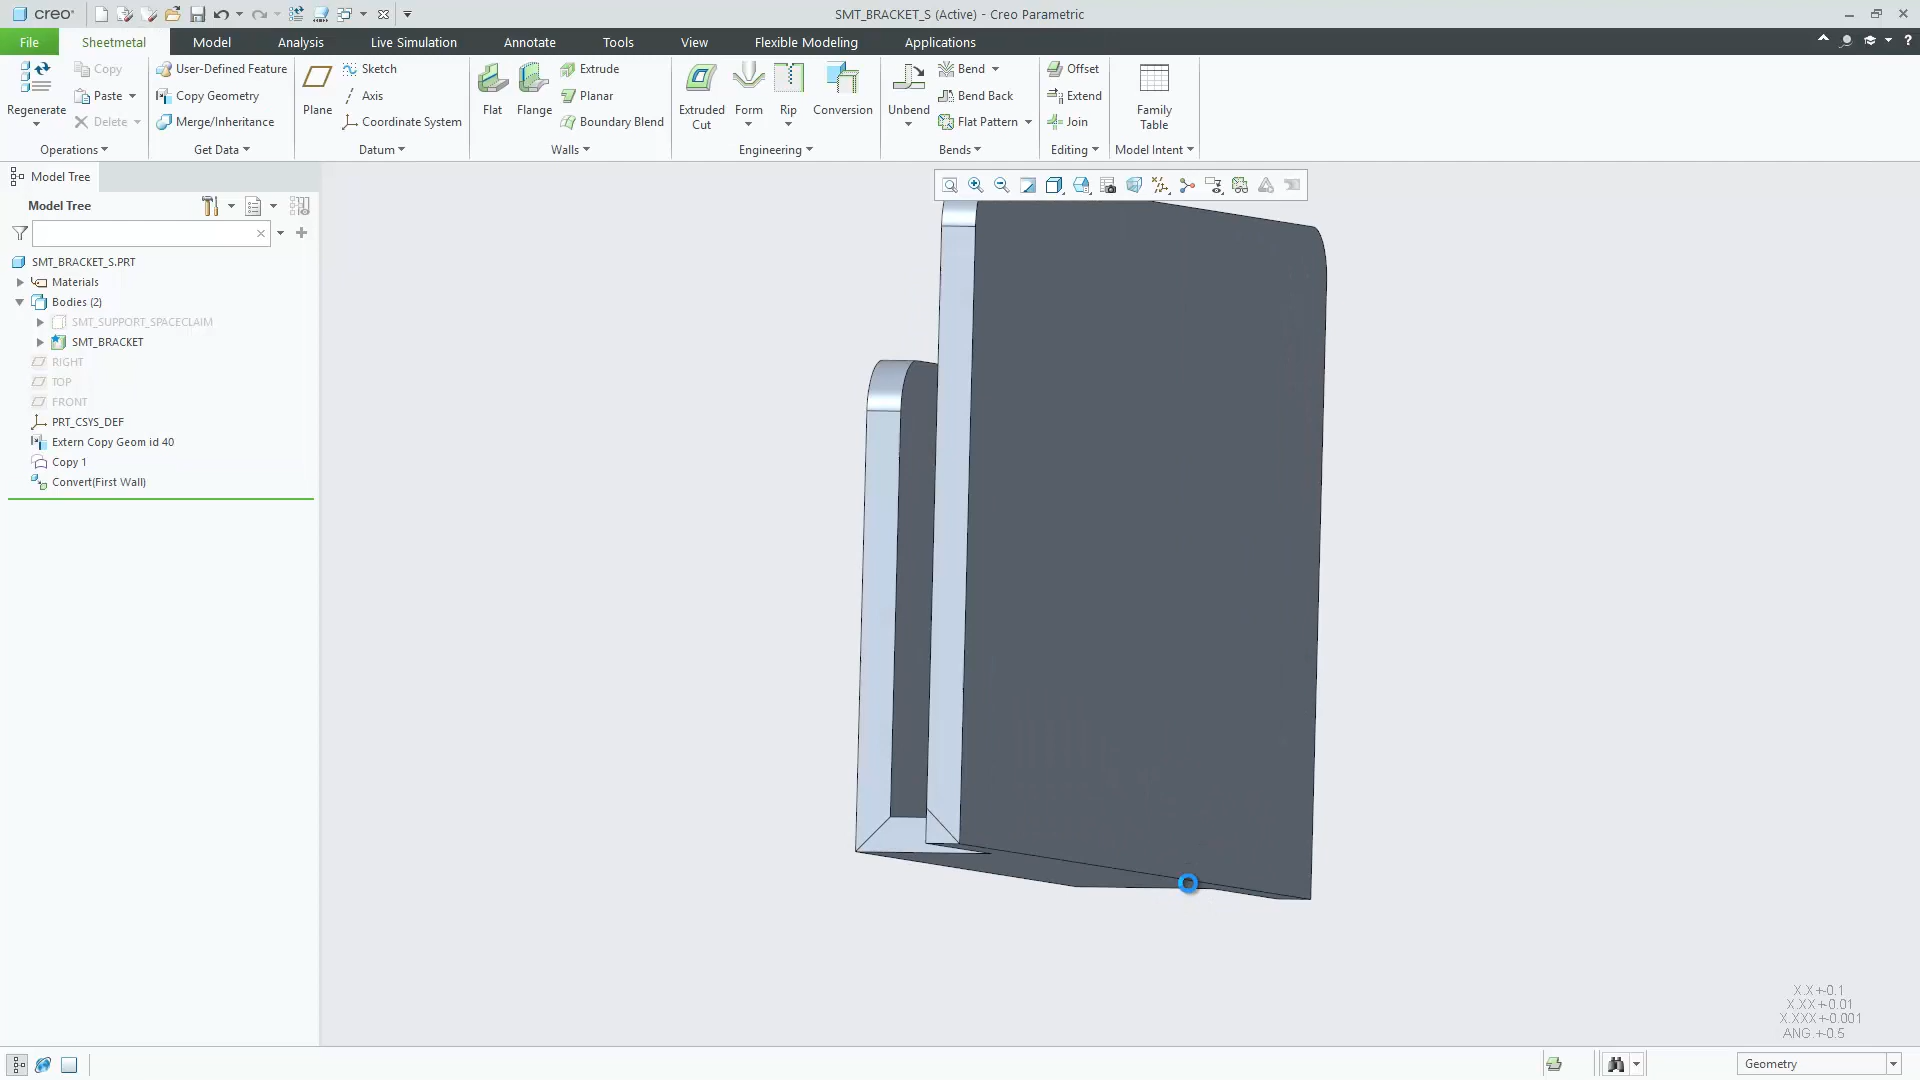 creo
SMT_BRACKET_S (Active) - Creo Parametric
File
Sheetmetal
Model
Analysis
Live Simulation
Annotate
Tools
View
Flexible Modeling
Applications
Regenerate
Copy
Paste
Delete
Operations
User-Defined Feature
Copy Geometry
Merge/Inheritance
Get Data
Plane
Sketch
Axis
Coordinate System
Datum
Flat
Flange
Extrude
Planar
Boundary Blend
Walls
Extruded
Cut
Form
Rip
Conversion
Engineering
Unbend
Bend
Bend Back
Flat Pattern
Bends
Offset
Extend
Join
Editing
Family
Table
Model Intent
Model Tree
Model Tree
SMT_BRACKET_S.PRT
Materials
Bodies (2)
SMT_SUPPORT_SPACECLAIM
SMT_BRACKET
RIGHT
TOP
FRONT
PRT_CSYS_DEF
Extern Copy Geom id 40
Copy 1
Convert(First Wall)
X.X+-0.1
X.XX+-0.01
X.XXX+-0.001
ANG.+-0.5
Geometry